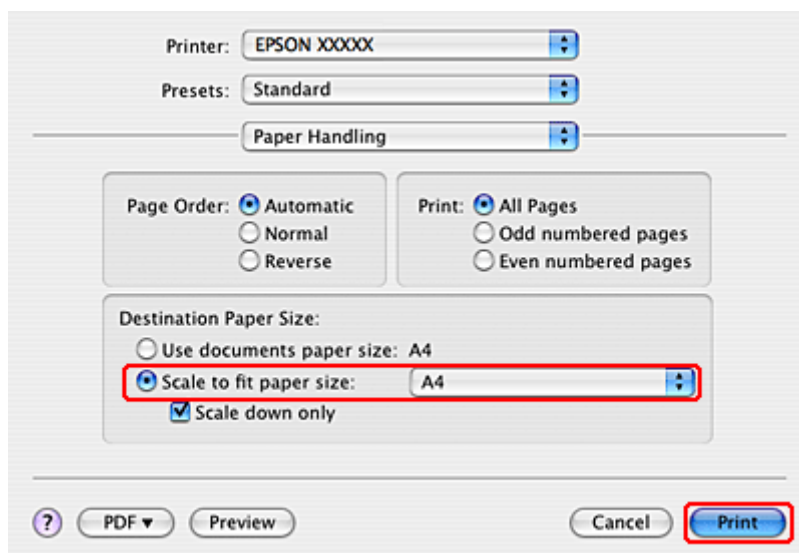 Printer: EPSON XXXXX
Presets: Standard
Paper Handling
Page Order: Automatic
Normal
Reverse
Print: All Pages
Odd numbered pages
Even numbered pages
Destination Paper Size:
Use documents paper size: A4
Scale to fit paper size: A4
Scale down only
? PDF▼ Preview Cancel Print